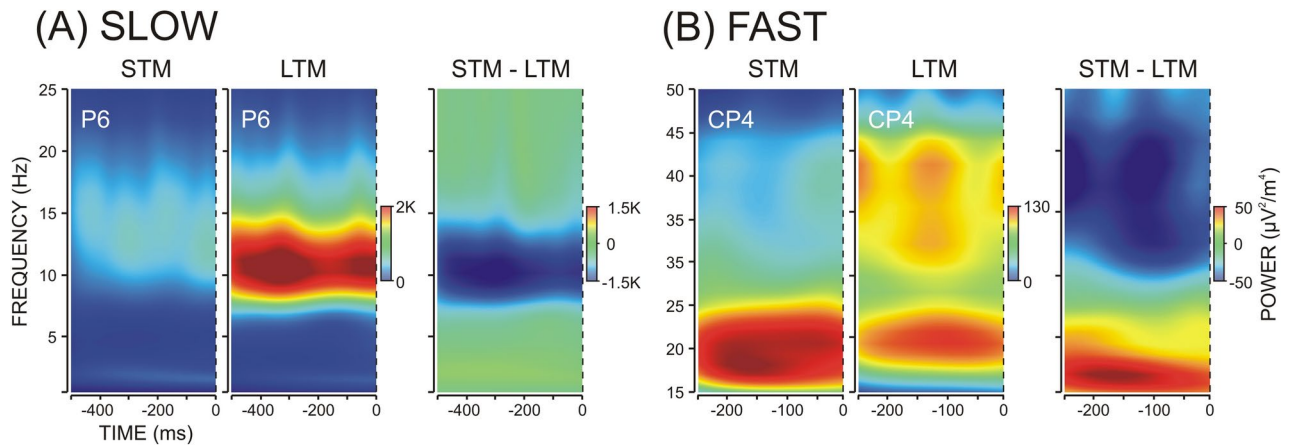 (A) SLOW
STM
LTM
STM - LTM
FREQUENCY (Hz)
25
20
15
10
5
P6
P6
2K
0
1.5K
0
-1.5K
-400
-200
0
-400
-200
0
-400
-200
0
TIME (ms)
(B) FAST
STM
LTM
STM - LTM
50
45
40
35
35
25
20
15
CP4
CP4
130
0
50
0
-50
POWER (µV²/m⁴)
-200
-100
0
-200
-100
0
-200
-100
0